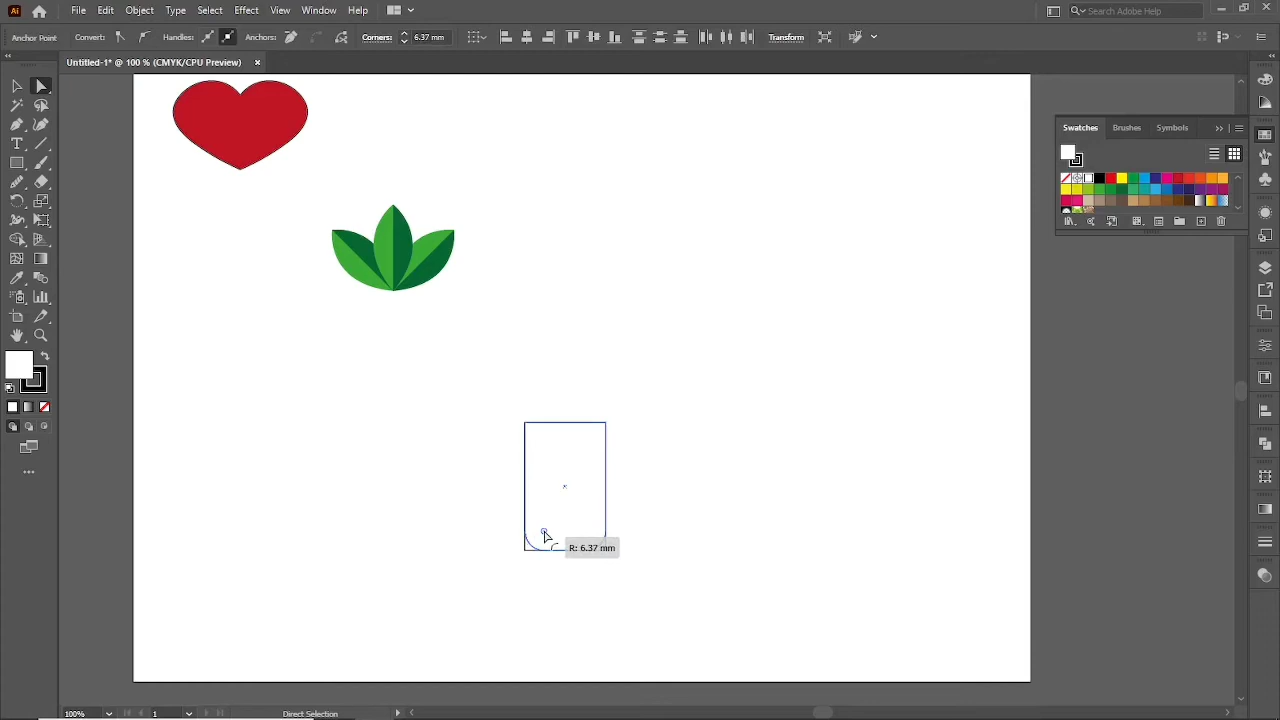 Ai File Edit Object Type Select Effect View Window Help Search Adobe Help
Anchor Point Convert: Handles: Anchors: Corners: 6.37 mm Transform
Untitled-1* @ 100 % (CMYK/CPU Preview)
Swatches Brushes Symbols
R: 6.37 mm
100% 1 Direct Selection